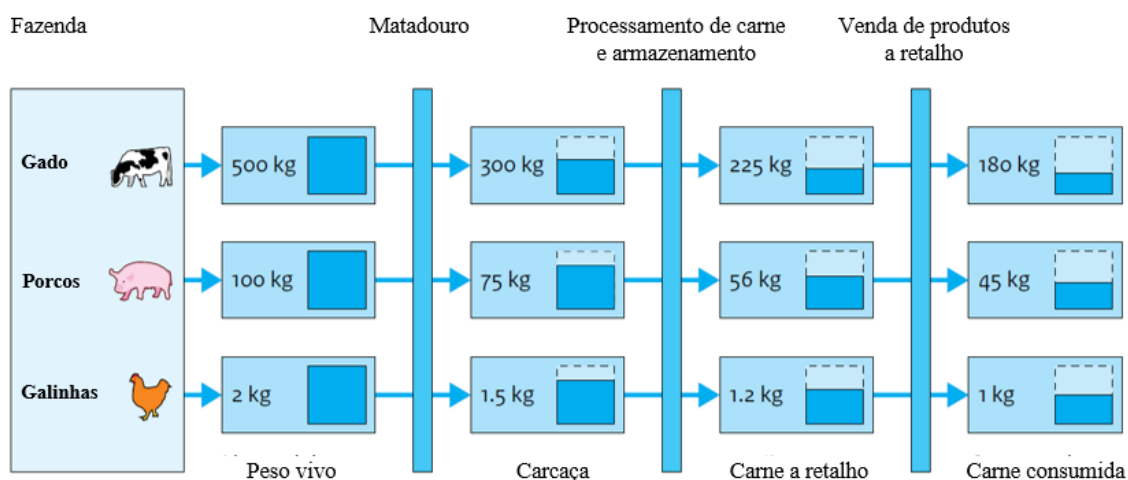 Fazenda
Matadouro
Processamento de carne
e armazenamento
Venda de produtos
a retalho
Gado
500 kg
300 kg
225 kg
180 kg
Porcos
100 kg
75 kg
56 kg
45 kg
Galinhas
2 kg
1.5 kg
1.2 kg
1 kg
Peso vivo
Carcaça
Carne a retalho
Carne consumida